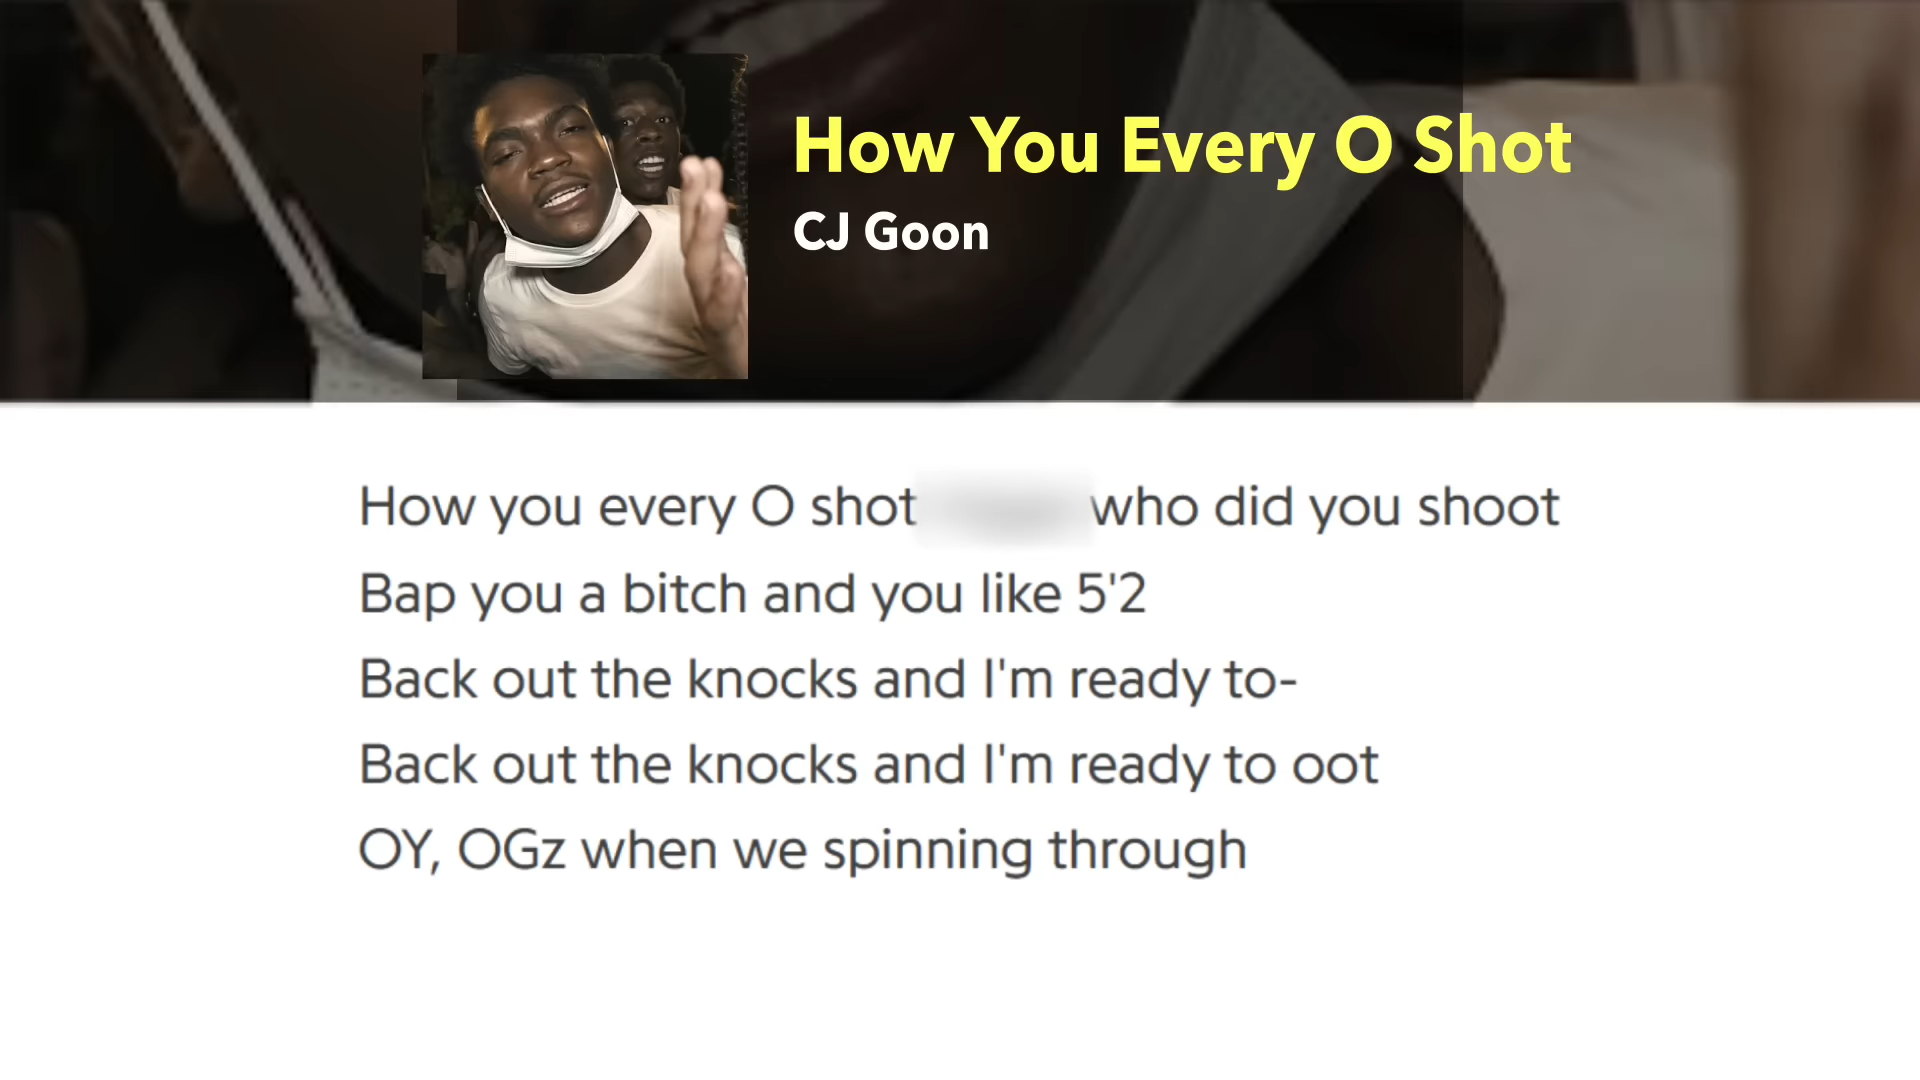 How You Every O Shot
CJ Goon
How you every O shot who did you shoot
Bap you a bitch and you like 5'2
Back out the knocks and I'm ready to-
Back out the knocks and I'm ready to oot
OY, OGz when we spinning through